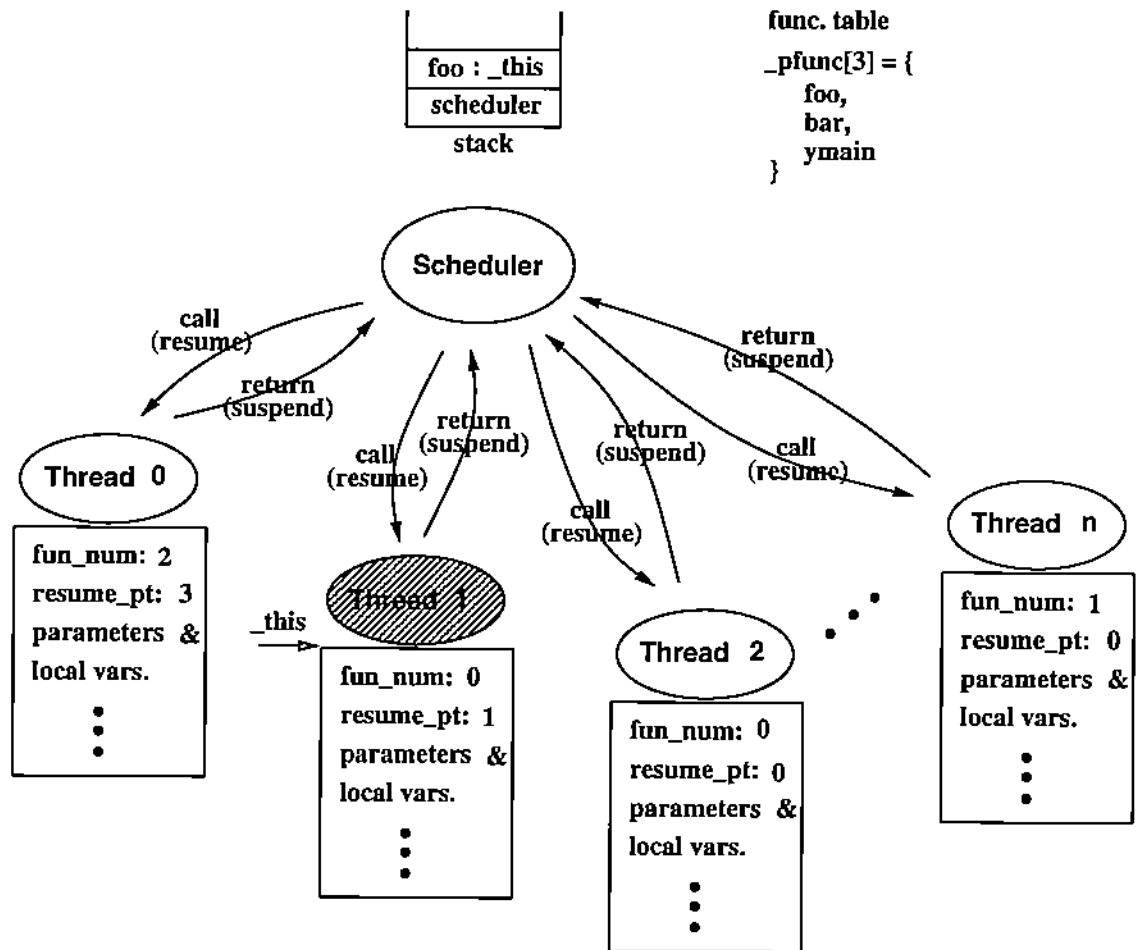 foo : _this
scheduler
stack
func. table
_pfunc[3] = {
foo,
bar,
ymain
}
Scheduler
call
(resume)
return
(suspend)
return
(suspend)
call
(resume)
return
(suspend)
call
(resume)
return
(suspend)
call
(resume)
Thread 0
fun_num: 2
resume_pt: 3
parameters &
local vars.
_this
Thread 1
fun_num: 0
resume_pt: 1
parameters &
local vars.
Thread 2
fun_num: 0
resume_pt: 0
parameters &
local vars.
Thread n
fun_num: 1
resume_pt: 0
parameters &
local vars.